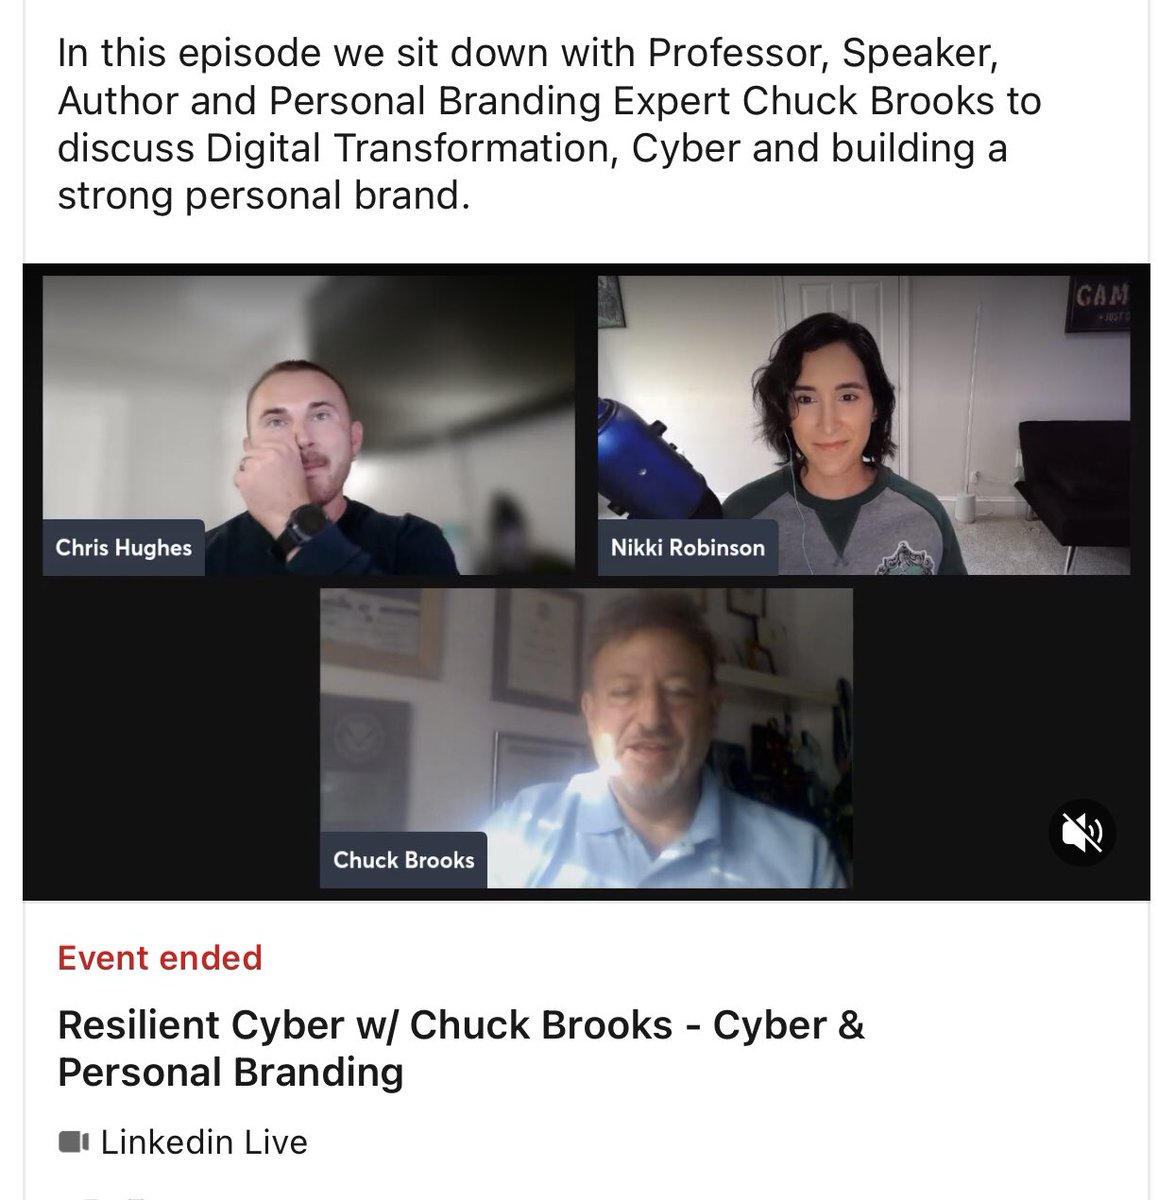 In this episode we sit down with Professor, Speaker,
Author and Personal Branding Expert Chuck Brooks to
discuss Digital Transformation, Cyber and building a
strong personal brand.
GAM
Chris Hughes
Nikki Robinson
Chuck Brooks
Event ended
Resilient Cyber w/ Chuck Brooks - Cyber &
Personal Branding
Linkedin Live